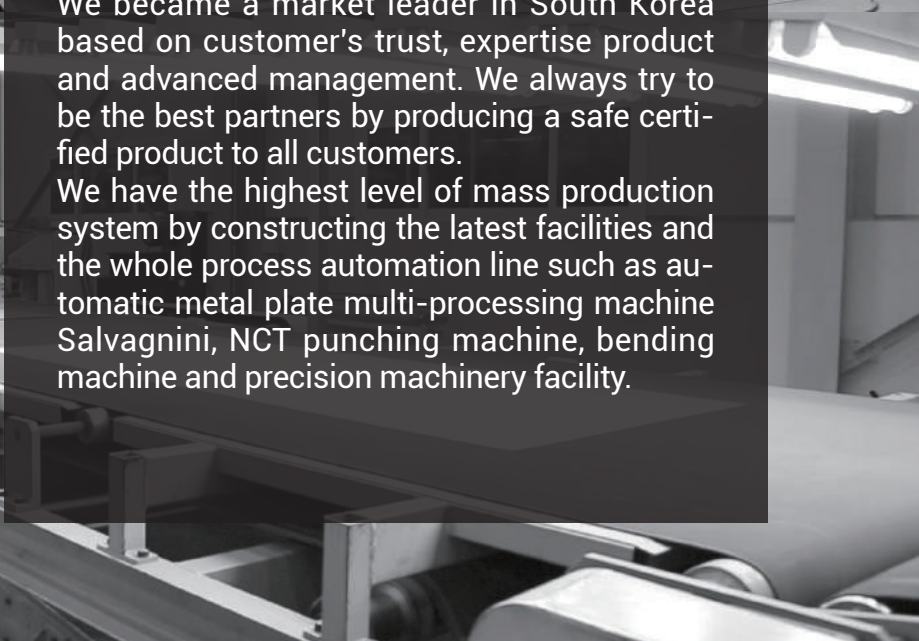 We became a market leader in South Korea
based on customer's trust, expertise product
and advanced management. We always try to
be the best partners by producing a safe certi-
fied product to all customers.
We have the highest level of mass production
system by constructing the latest facilities and
the whole process automation line such as au-
tomatic metal plate multi-processing machine
Salvagnini, NCT punching machine, bending
machine and precision machinery facility.